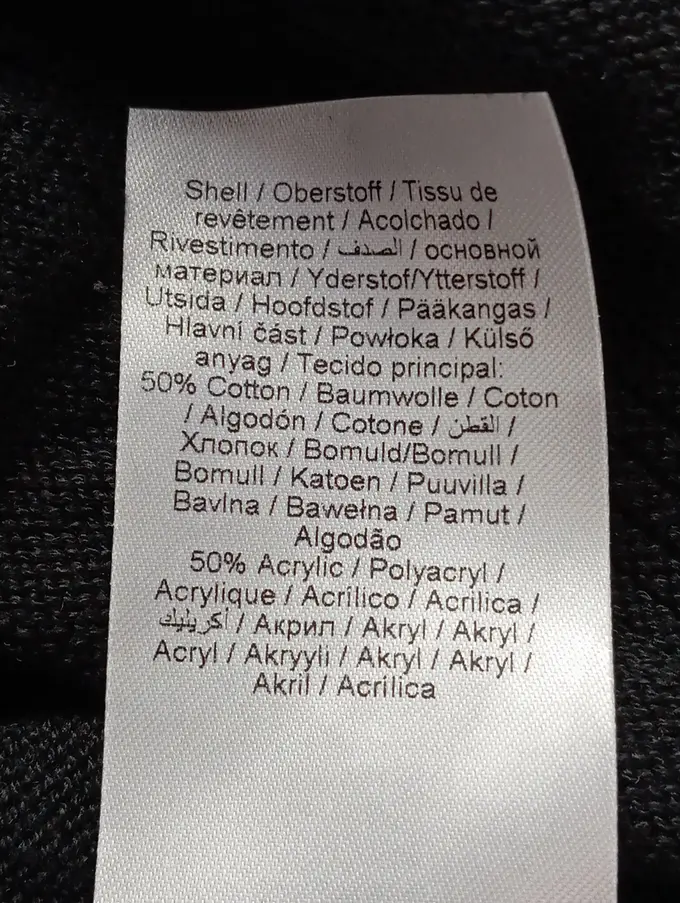 Shell / Oberstoff / Tissu de
revêtement / Acolchado /
Rivestimento / الصدف / основной
материал / Yderstof/Ytterstoff /
Utsida / Hoofdstof / Pääkangas /
Hlavní část / Powłoka / Külső
anyag / Tecido principal:
50% Cotton / Baumwolle / Coton
/ Algodón / Cotone / القطن /
Хлопок / Bomuld/Bomull /
Bomull / Katoen / Puuvilla /
Bavlna / Bawełna / Pamut /
Algodão
50% Acrylic / Polyacryl /
Acrylique / Acrílico / Acrilica /
أكريليك / Акрил / Akryl / Akryl /
Acryl / Akryyli / Akryl / Akryl /
Akril / Acrílica